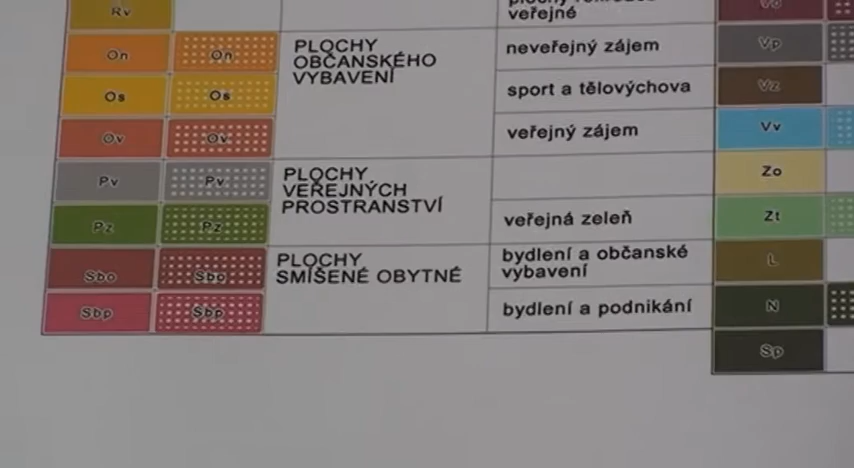 Rv
veřejné
On On PLOCHY OBČANSKÉHO VYBAVENÍ neveřejný zájem Vp
Os Os sport a tělovýchova Vz
Ov Ov veřejný zájem Vv
Pv Pv PLOCHY VEŘEJNÝCH PROSTRANSTVÍ Zo
Pz Pz veřejná zeleň Zt
Sbo Sbo PLOCHY SMÍŠENÉ OBYTNÉ bydlení a občanské vybavení L
Sbp Sbp bydlení a podnikání N
Sp